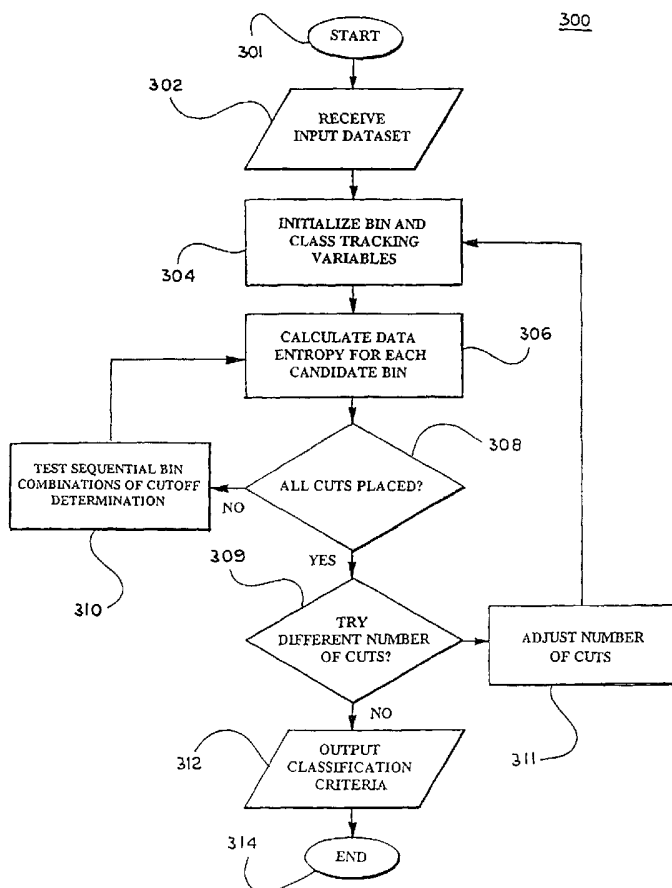 300
START
301
302
RECEIVE
INPUT DATASET
INITIALIZE BIN AND
CLASS TRACKING
VARIABLES
304
CALCULATE DATA
ENTROPY FOR EACH
CANDIDATE BIN
306
308
TEST SEQUENTIAL BIN
COMBINATIONS OF CUTOFF
DETERMINATION
NO
ALL CUTS PLACED?
310
YES
309
TRY
DIFFERENT NUMBER
OF CUTS?
ADJUST NUMBER
OF CUTS
311
NO
OUTPUT
CLASSIFICATION
CRITERIA
312
314
END